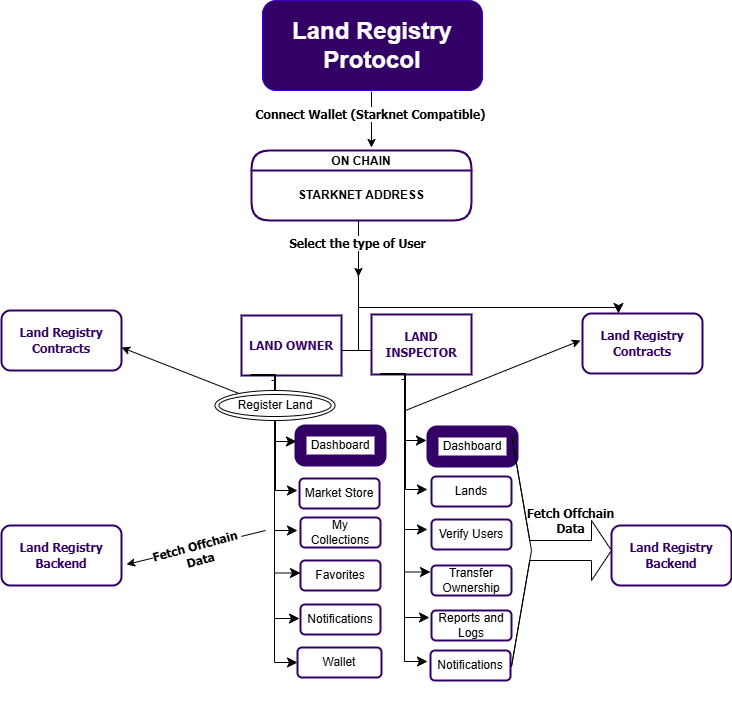 Land Registry
Protocol
Connect Wallet (Starknet Compatible)
ON CHAIN
STARKNET ADDRESS
Select the type of User
Land Registry
Contracts
LAND OWNER
LAND
INSPECTOR
Land Registry
Contracts
Register Land
Dashboard
Market Store
My
Collections
Favorites
Notifications
Wallet
Dashboard
Lands
Verify Users
Transfer
Ownership
Reports and
Logs
Notifications
Fetch Offchain
Data
Land Registry
Backend
Fetch Offchain
Data
Land Registry
Backend